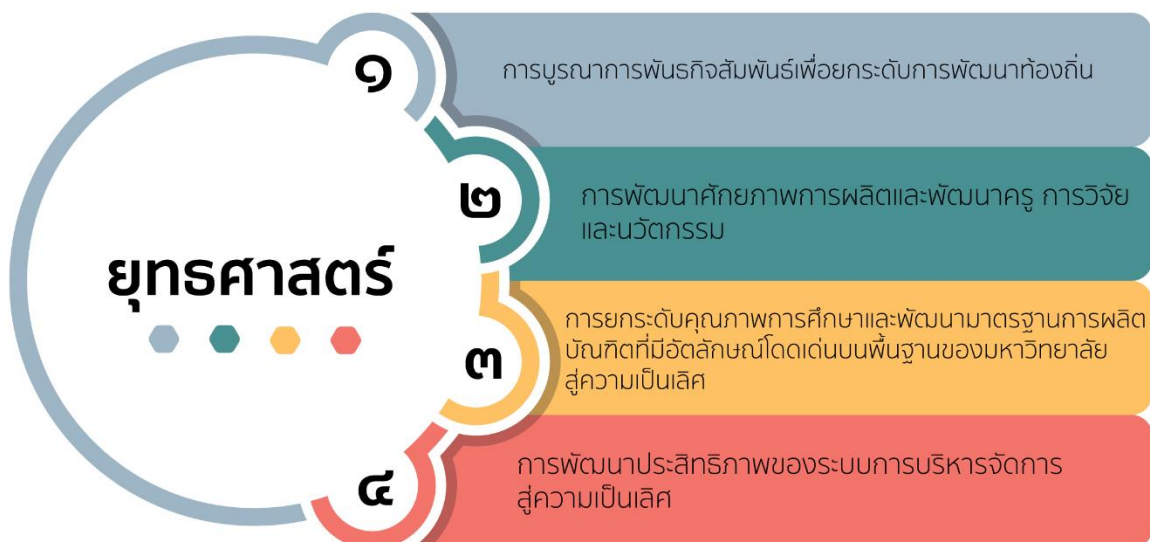 ๑
การบูรณาการพันธกิจสัมพันธ์เพื่อยกระดับการพัฒนาท้องถิ่น
๒
การพัฒนาศักยภาพการผลิตและพัฒนาครู การวิจัย
และนวัตกรรม
ยุทธศาสตร์
๓
การยกระดับคุณภาพการศึกษาและพัฒนามาตรฐานการผลิต
บัณฑิตที่มีอัตลักษณ์โดดเด่นบนพื้นฐานของมหาวิทยาลัย
สู่ความเป็นเลิศ
๔
การพัฒนาประสิทธิภาพของระบบการบริหารจัดการ
สู่ความเป็นเลิศ